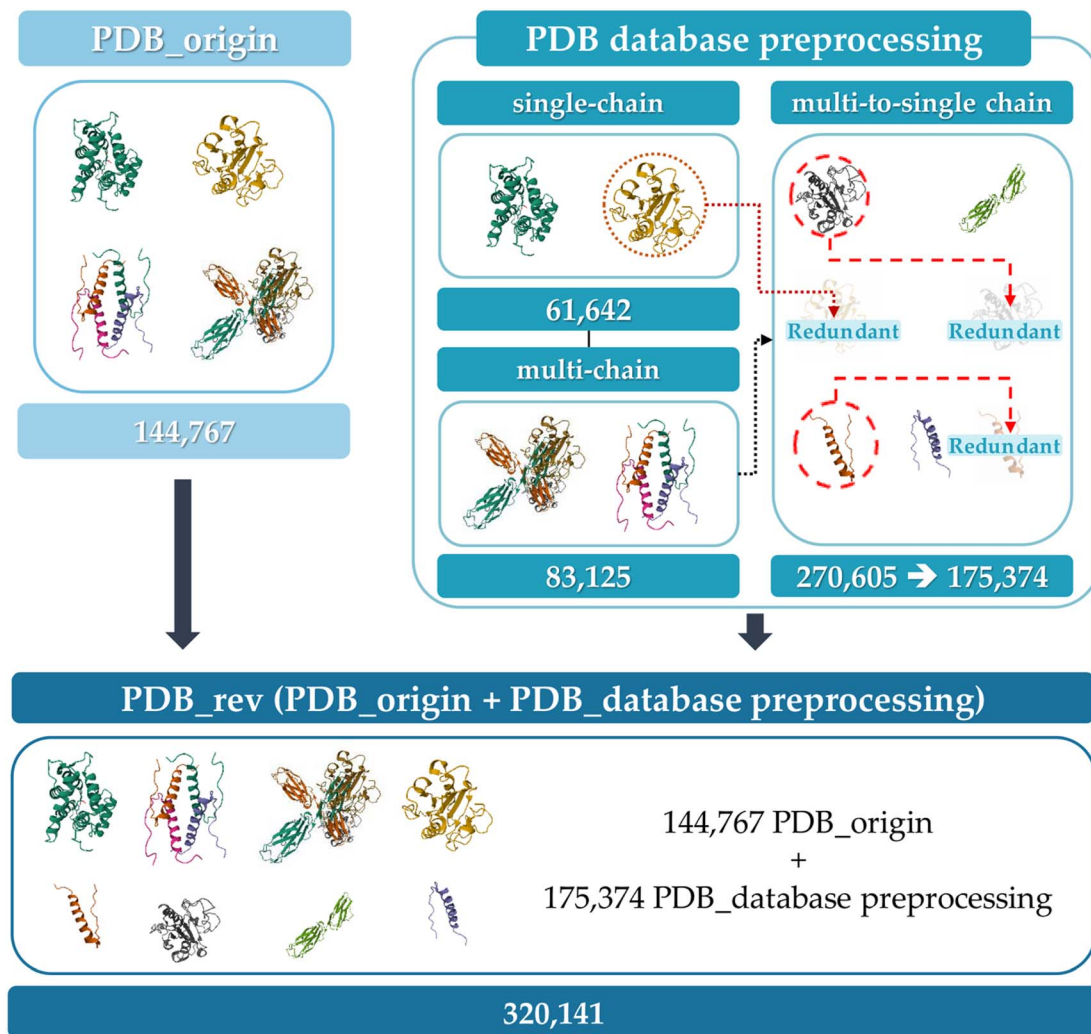 PDB_origin
144,767
PDB database preprocessing
single-chain
61,642
multi-chain
83,125
multi-to-single chain
Redundant
Redundant
Redundant
270,605 ➔ 175,374
PDB_rev (PDB_origin + PDB_database preprocessing)
144,767 PDB_origin
+
175,374 PDB_database preprocessing
320,141